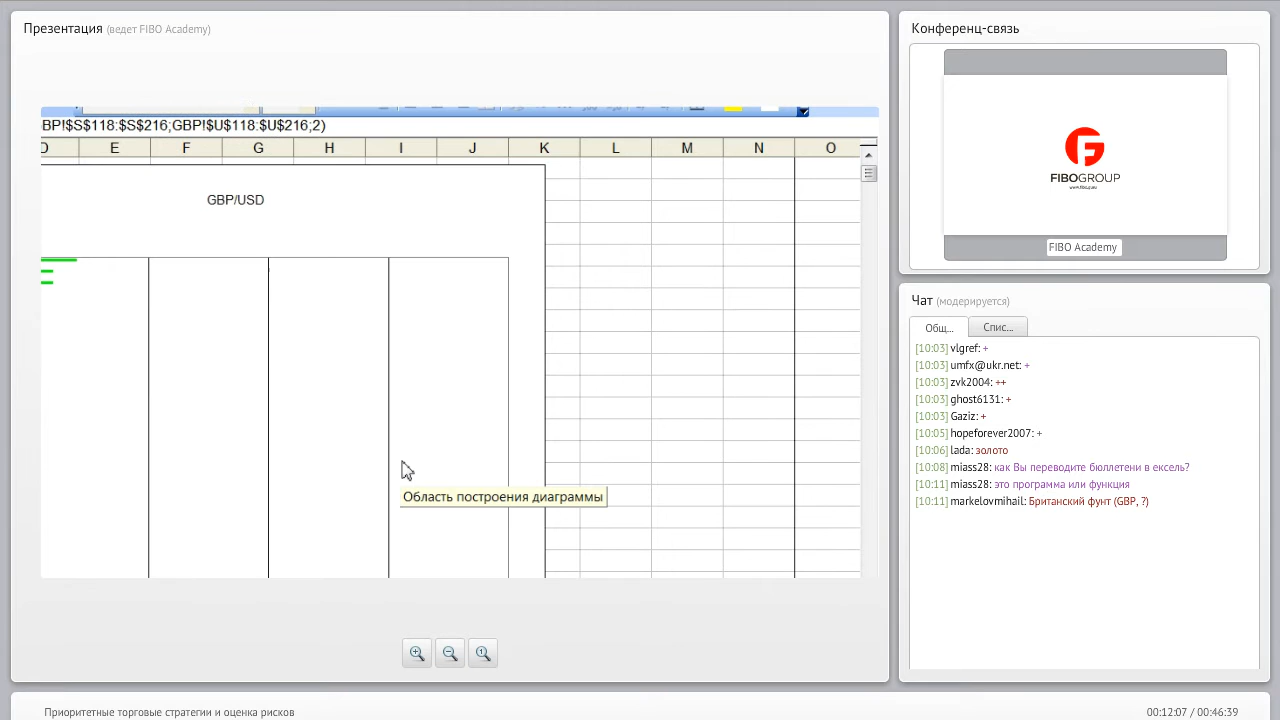 Презентация (ведет FIBO Academy)
BP!$S$118:$S$216;GBP!$U$118:$U$216;2)
D E F G H I J K L M N O
GBP/USD
Область построения диаграммы
Конференц-связь
FIBOGROUP
FIBO Academy
Чат (модерируется)
Общ... Спис...
[10:03] vlgref: +
[10:03] umfx@ukr.net: +
[10:03] zvk2004: ++
[10:03] ghost6131: +
[10:03] Gaziz: +
[10:05] hopeforever2007: +
[10:06] lada: золото
[10:08] miass28: как Вы переводите бюллетени в ексель?
[10:11] miass28: это программа или функция
[10:11] markelovmihail: Британский фунт (GBP, ?)
Приоритетные торговые стратегии и оценка рисков
00:12:07 / 00:46:39